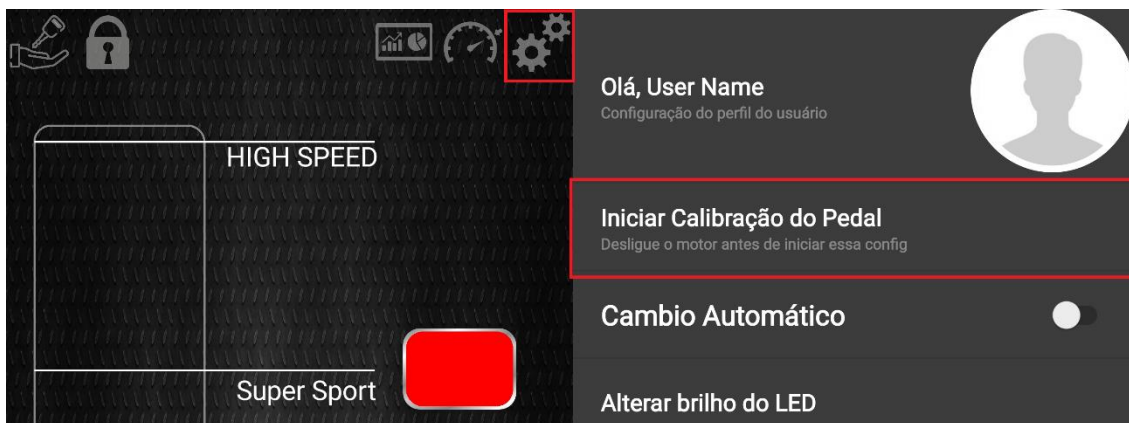 HIGH SPEED
Super Sport
Olá, User Name
Configuração do perfil do usuário
Iniciar Calibração do Pedal
Desligue o motor antes de iniciar essa config
Cambio Automático
Alterar brilho do LED